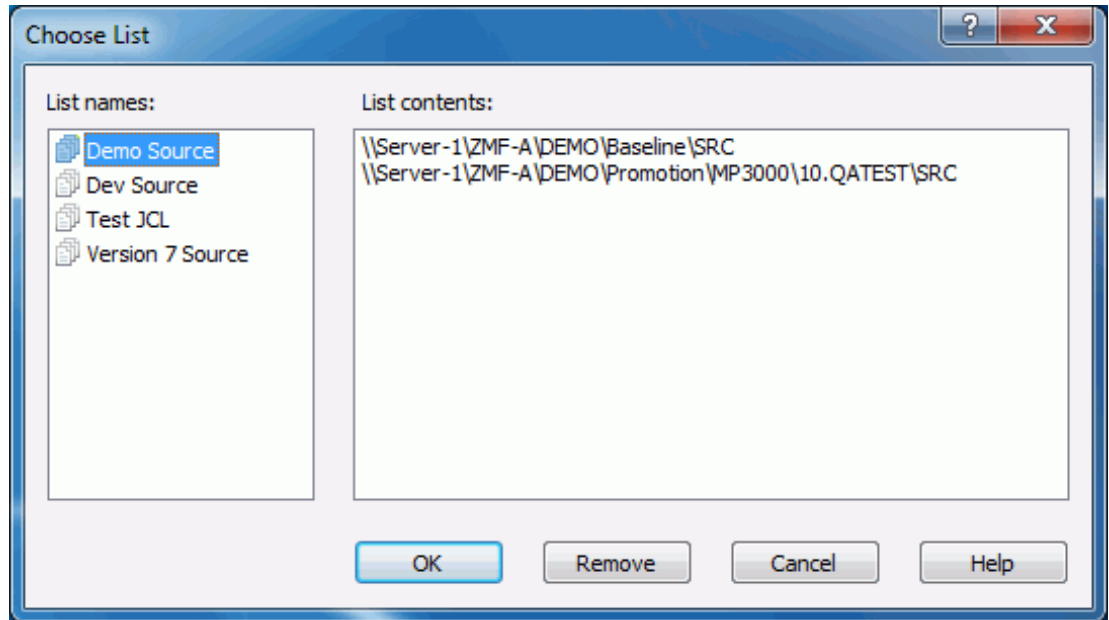 Choose List
?
X
List names:
Demo Source
Dev Source
Test JCL
Version 7 Source
List contents:
\\Server-1\ZMF-A\DEMO\Baseline\SRC
\\Server-1\ZMF-A\DEMO\Promotion\MP3000\10.QATEST\SRC
OK
Remove
Cancel
Help